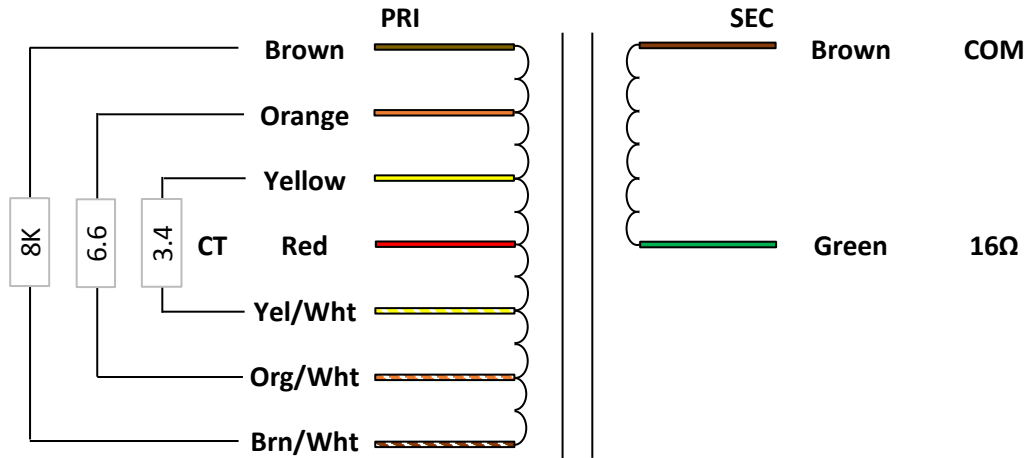 PRI SEC
Brown Brown COM
Orange
Yellow
8K 6.6 3.4 CT Red Green 16Ω
Yel/Wht
Org/Wht
Brn/Wht